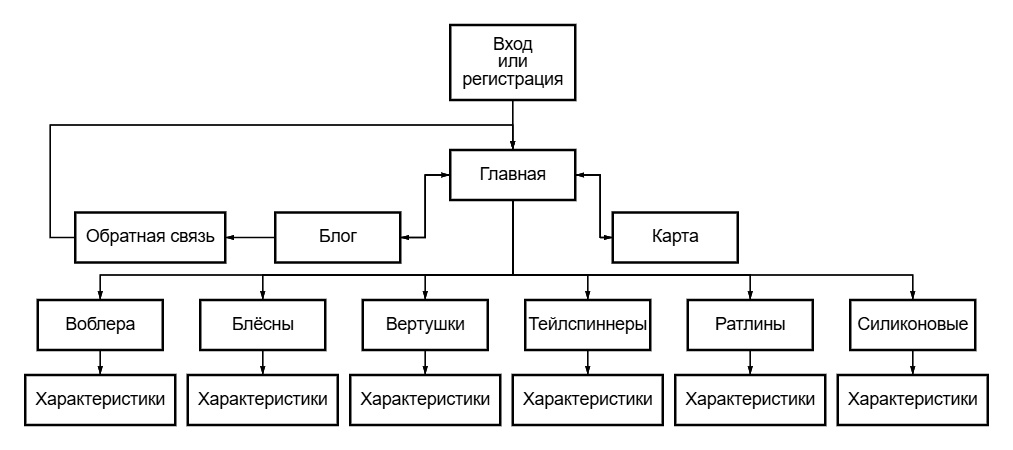 Вход
или
регистрация
Главная
Обратная связь
Блог
Карта
Воблера
Блёсны
Вертушки
Тейлспиннеры
Ратлины
Силиконовые
Характеристики
Характеристики
Характеристики
Характеристики
Характеристики
Характеристики